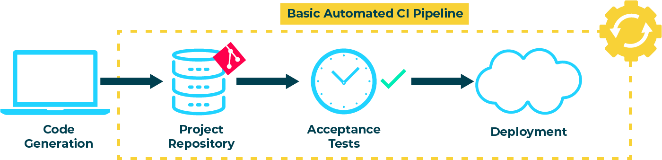 Basic Automated CI Pipeline
Code
Generation
Project
Repository
Acceptance
Tests
Deployment